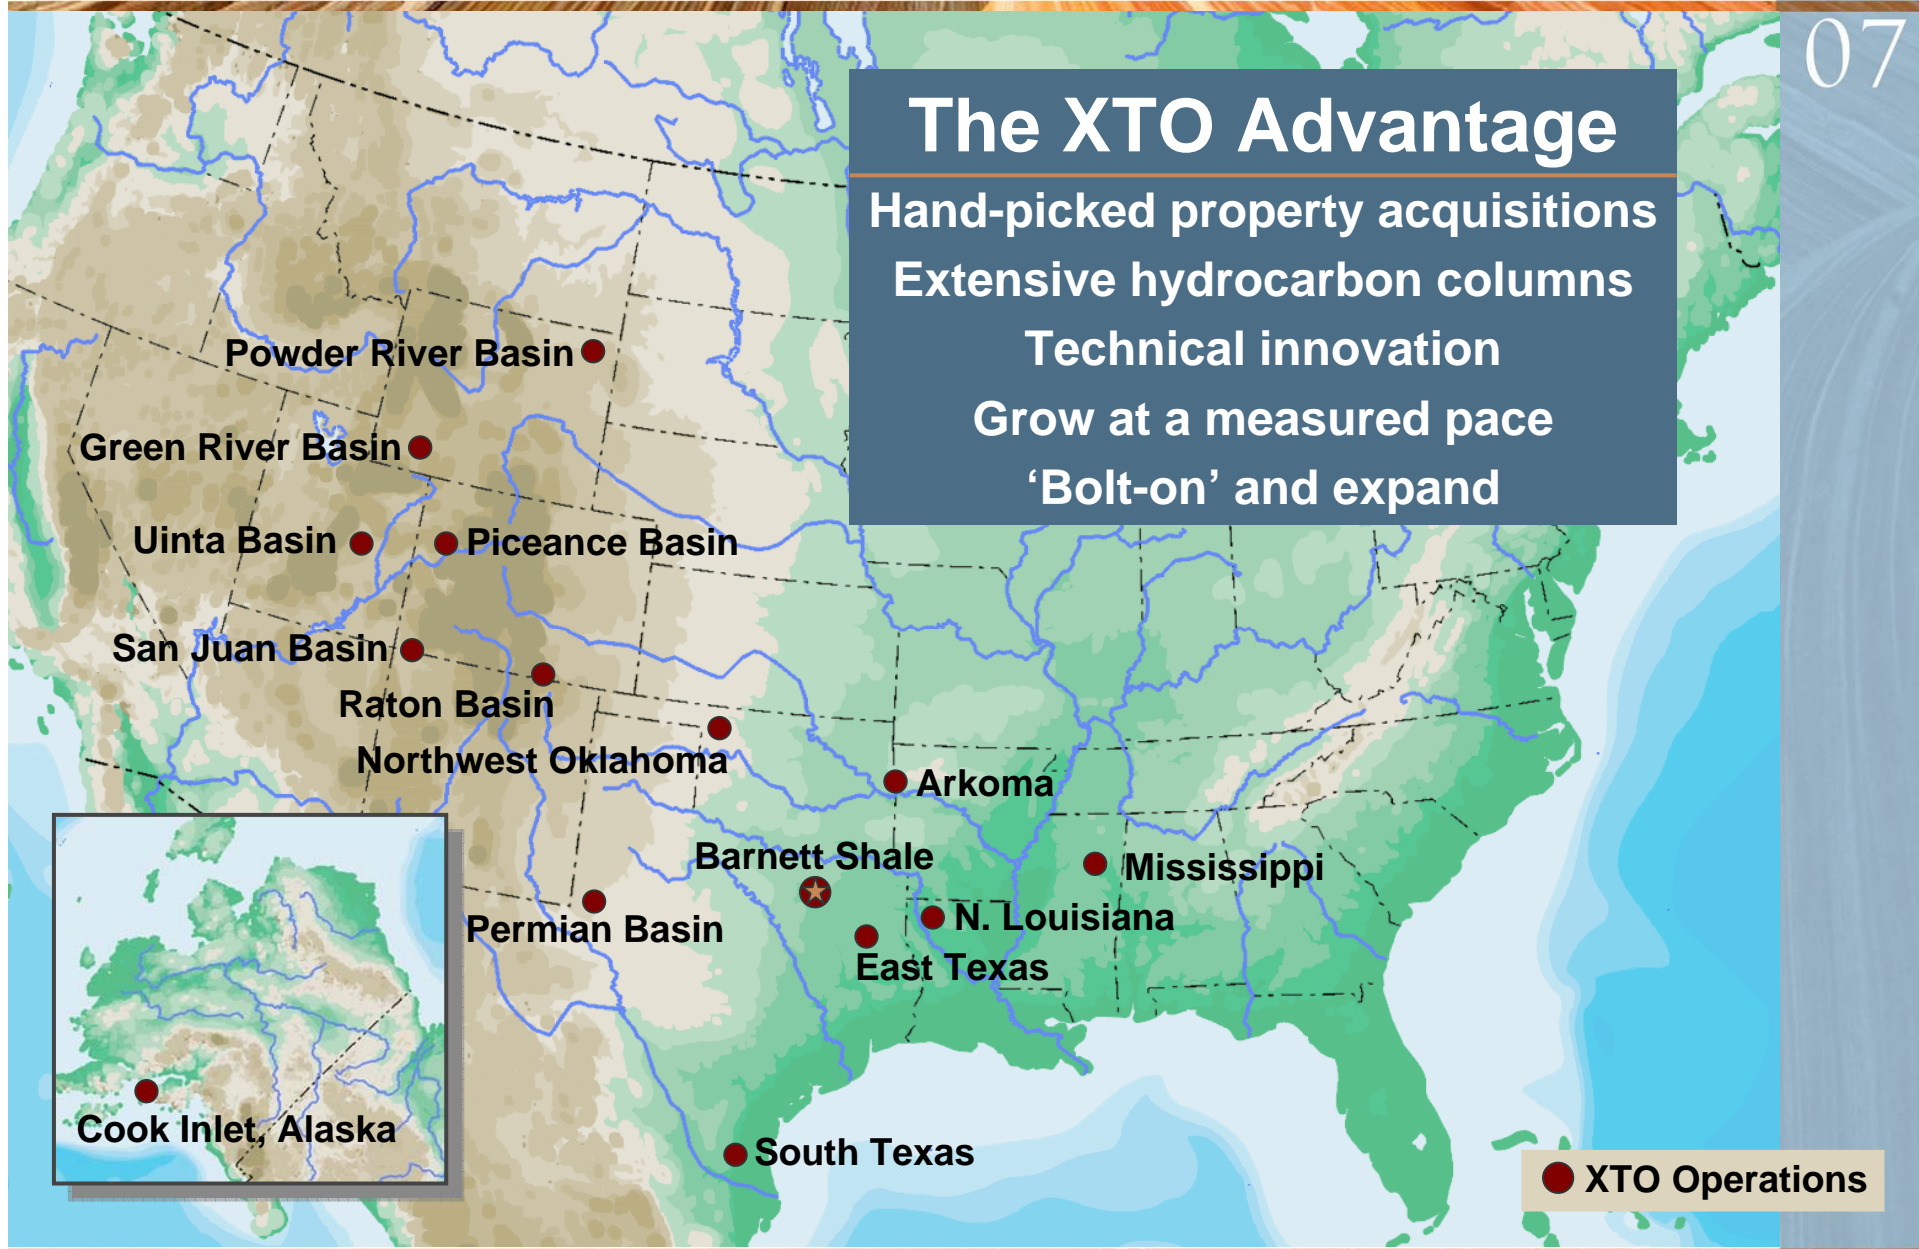 07
The XTO Advantage
Hand-picked property acquisitions
Extensive hydrocarbon columns
Technical innovation
Grow at a measured pace
‘Bolt-on’ and expand
Powder River Basin
Green River Basin
Uinta Basin
Piceance Basin
San Juan Basin
Raton Basin
Northwest Oklahoma
Arkoma
Barnett Shale
Mississippi
Permian Basin
N. Louisiana
East Texas
Cook Inlet, Alaska
South Texas
XTO Operations